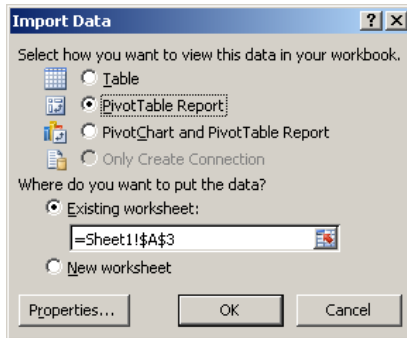 Import Data
Select how you want to view this data in your workbook.
Table
PivotTable Report
PivotChart and PivotTable Report
Only Create Connection
Where do you want to put the data?
Existing worksheet:
=Sheet1!$A$3
New worksheet
Properties... OK Cancel